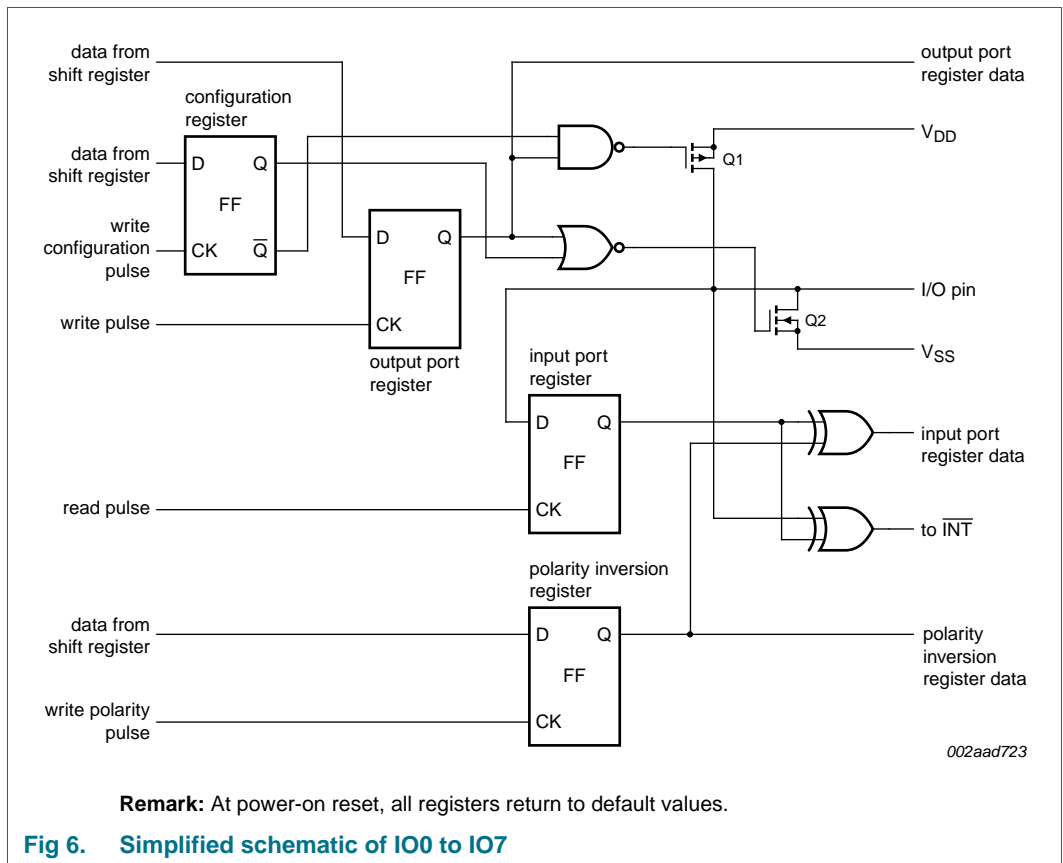 data from
shift register
configuration
register
data from
shift register
D
Q
FF
write
configuration
pulse
CK
Q̅
D
Q
FF
CK
write pulse
output port
register
output port
register data
VDD
Q1
I/O pin
Q2
VSS
input port
register
D
Q
FF
CK
read pulse
input port
register data
to I̅N̅T̅
polarity inversion
register
data from
shift register
D
Q
FF
CK
write polarity
pulse
polarity
inversion
register data
002aad723
Remark: At power-on reset, all registers return to default values.
Fig 6. Simplified schematic of IO0 to IO7